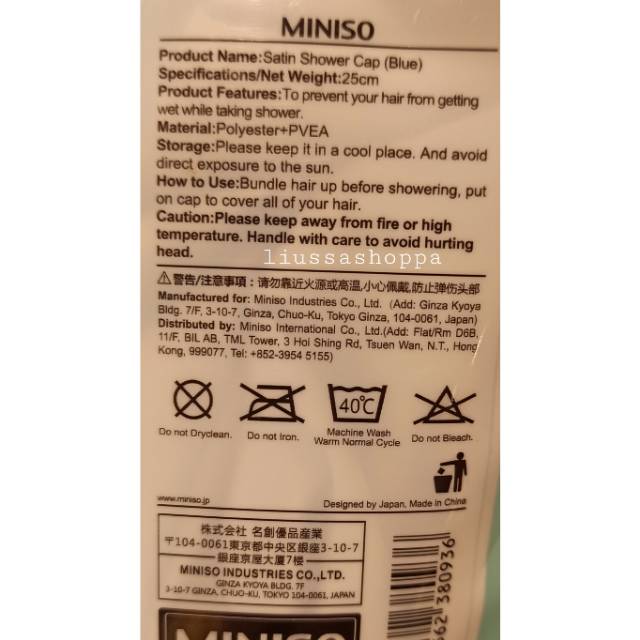 MINISO
Product Name:Satin Shower Cap (Blue)
Specifications/Net Weight:25cm
Product Features:To prevent your hair from getting
wet while taking shower.
Material:Polyester+PVEA
Storage:Please keep it in a cool place. And avoid
direct exposure to the sun.
How to Use:Bundle hair up before showering, put
on cap to cover all of your hair.
Caution:Please keep away from fire or high
temperature. Handle with care to avoid hurting
head.
liussashoppa
警告/注意事項：请勿靠近火源或高温,小心佩戴,防止弹伤头部
Manufactured for: Miniso Industries Co., Ltd. (Add: Ginza Kyoya
Bldg. 7/F, 3-10-7, Ginza, Chuo-Ku, Tokyo Ginza, 104-0061, Japan)
Distributed by: Miniso International Co., Ltd.(Add: Flat/Rm D6B,
11/F, BIL AB, TML Tower, 3 Hoi Shing Rd, Tsuen Wan, N.T., Hong
Kong, 999077, Tel: +852-3954 5155)
40℃
Do not Dryclean.
Do not Iron.
Machine Wash
Warm Normal Cycle
Do not Bleach.
www.miniso.jp
Designed by Japan, Made in China
株式会社 名創優品産業
〒104-0061東京都中央区銀座3-10-7
銀座京屋大厦7楼
MINISO INDUSTRIES CO.,LTD.
GINZA KYOYA BLDG. 7F
3-10-7 GINZA, CHUO-KU, TOKYO 104-0061, JAPAN
MINISO